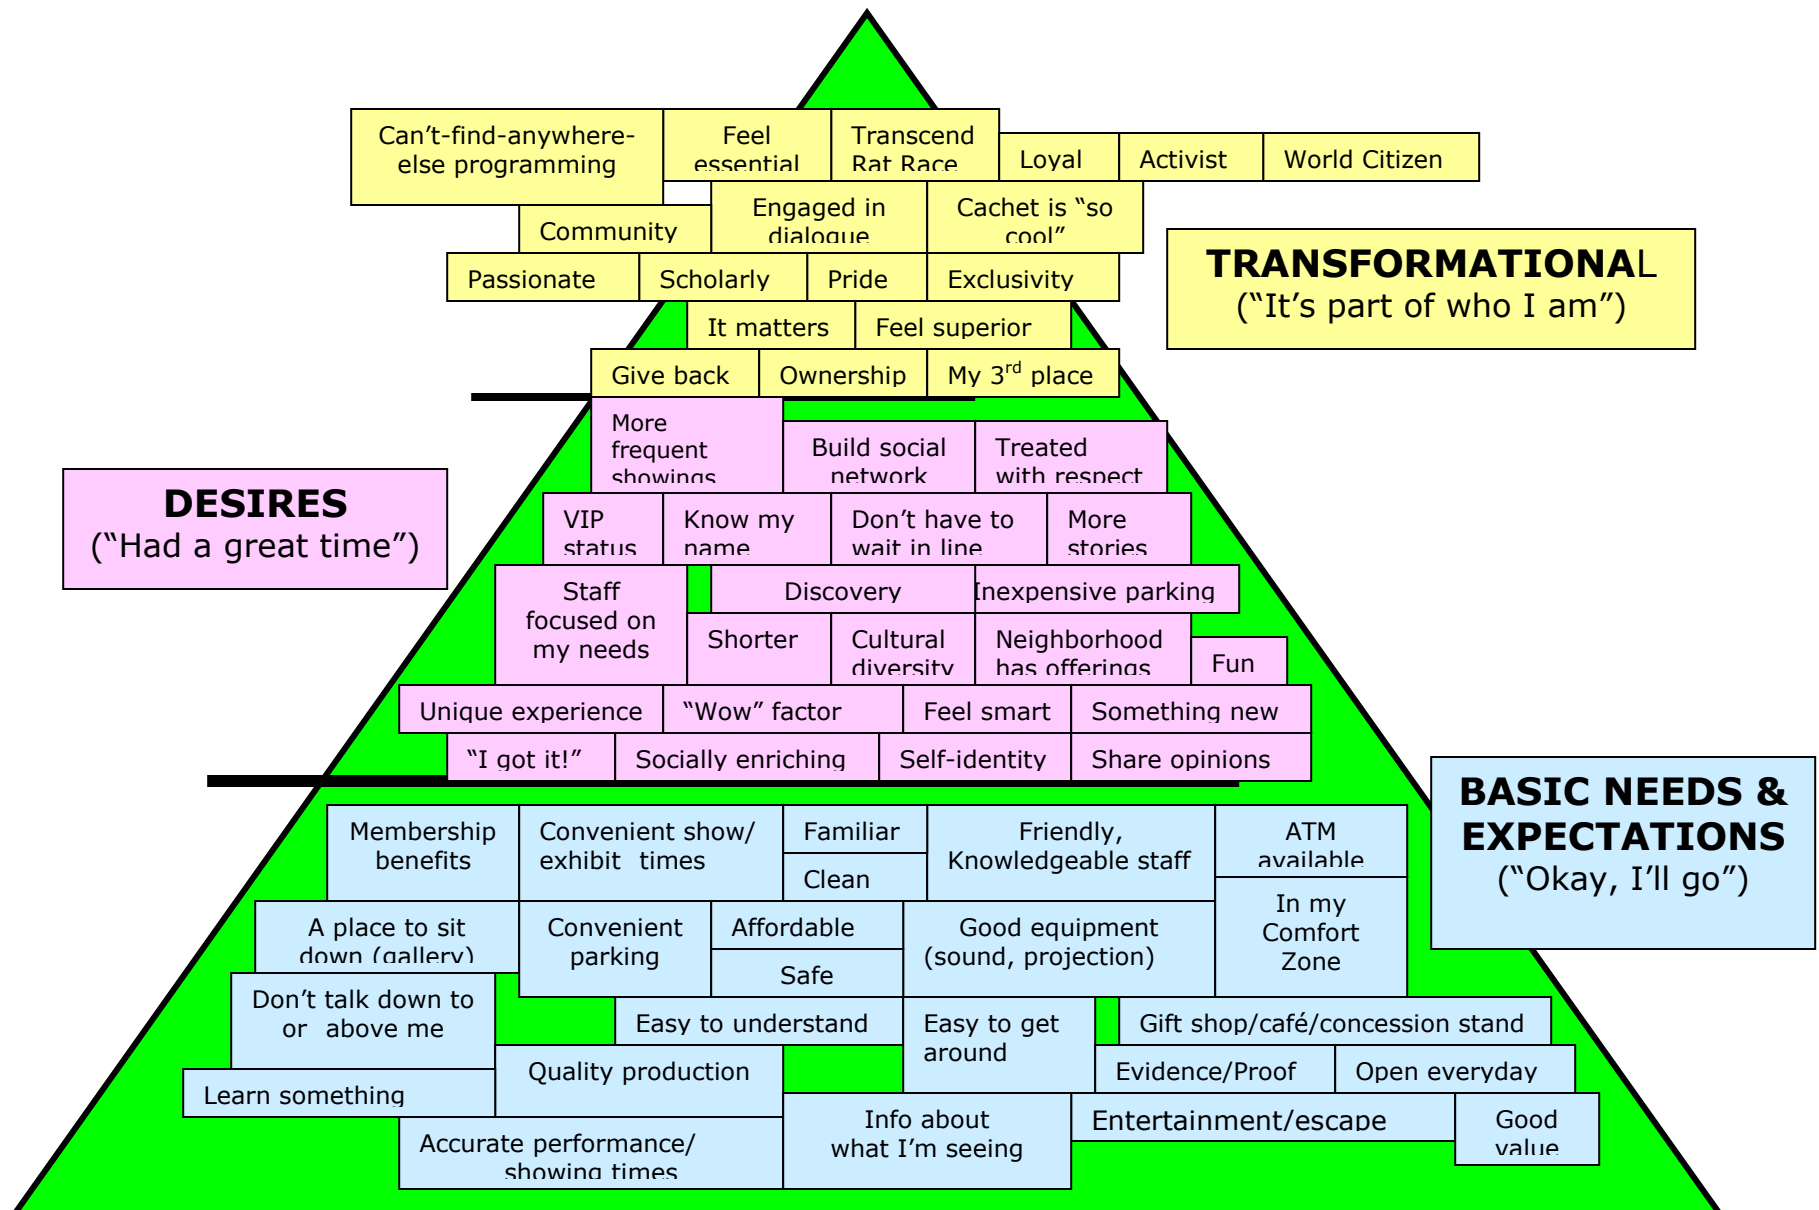 Can’t-find-anywhere-
else programming
Feel
essential
Transcend
Rat Race
Loyal
Activist
World Citizen
Community
Engaged in
dialogue
Cachet is “so
cool”
Passionate
Scholarly
Pride
Exclusivity
It matters
Feel superior
Give back
Ownership
My 3rd place
TRANSFORMATIONAL
(“It’s part of who I am”)
More
frequent
showings
Build social
network
Treated
with respect
DESIRES
(“Had a great time”)
VIP
status
Know my
name
Don’t have to
wait in line
More
stories
Staff
focused on
my needs
Discovery
Inexpensive parking
Shorter
Cultural
diversity
Neighborhood
has offerings
Fun
Unique experience
“Wow” factor
Feel smart
Something new
“I got it!”
Socially enriching
Self-identity
Share opinions
BASIC NEEDS &
EXPECTATIONS
(“Okay, I’ll go”)
Membership
benefits
Convenient show/
exhibit  times
Familiar
Clean
Friendly,
Knowledgeable staff
ATM
available
A place to sit
down (gallery)
Convenient
parking
Affordable
Safe
Good equipment
(sound, projection)
In my
Comfort
Zone
Don’t talk down to
or  above me
Easy to understand
Easy to get
around
Gift shop/café/concession stand
Learn something
Quality production
Evidence/Proof
Open everyday
Accurate performance/
showing times
Info about
what I’m seeing
Entertainment/escape
Good
value